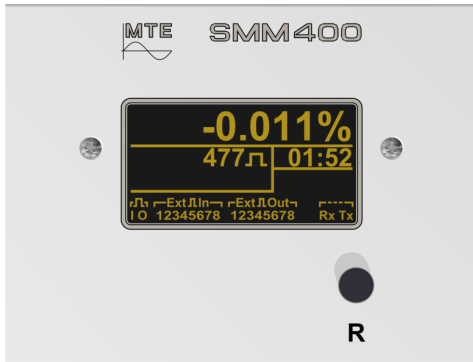 MTE SMM400
-0.011%
477 01:52
Ext In Ext Out
I O 12345678 12345678 Rx Tx
R